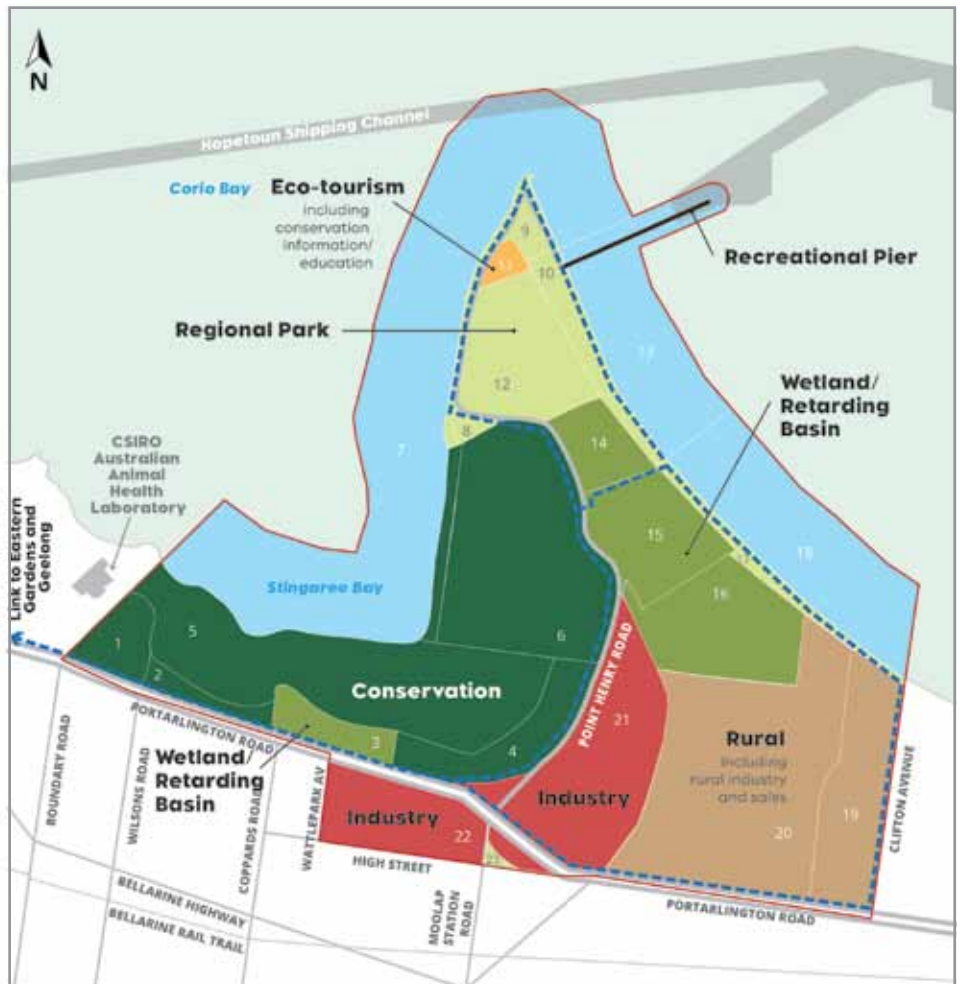 N
Hopetoun Shipping Channel
Corio Bay
Eco-tourism
including
conservation
information/
education
9
11
10
Recreational Pier
Regional Park
13
12
Wetland/
Retarding
Basin
8
7
14
CSIRO
Australian
Animal
Health
Laboratory
Link to Eastern
Gardens and
Geelong
15
18
17
16
Stingaree Bay
1
5
6
2
Conservation
POINT HENRY ROAD
21
PORTARLINGTON ROAD
3
4
Wetland/
Retarding
Basin
Rural
including
rural industry
and sales
Industry
Industry
22
23
20
19
CLIFTON AVENUE
BOUNDARY ROAD
WILSONS ROAD
COPPARDS ROAD
WATTLEPARK AV
HIGH STREET
MOOLAP
STATION
ROAD
PORTARLINGTON ROAD
BELLARINE HIGHWAY
BELLARINE RAIL TRAIL